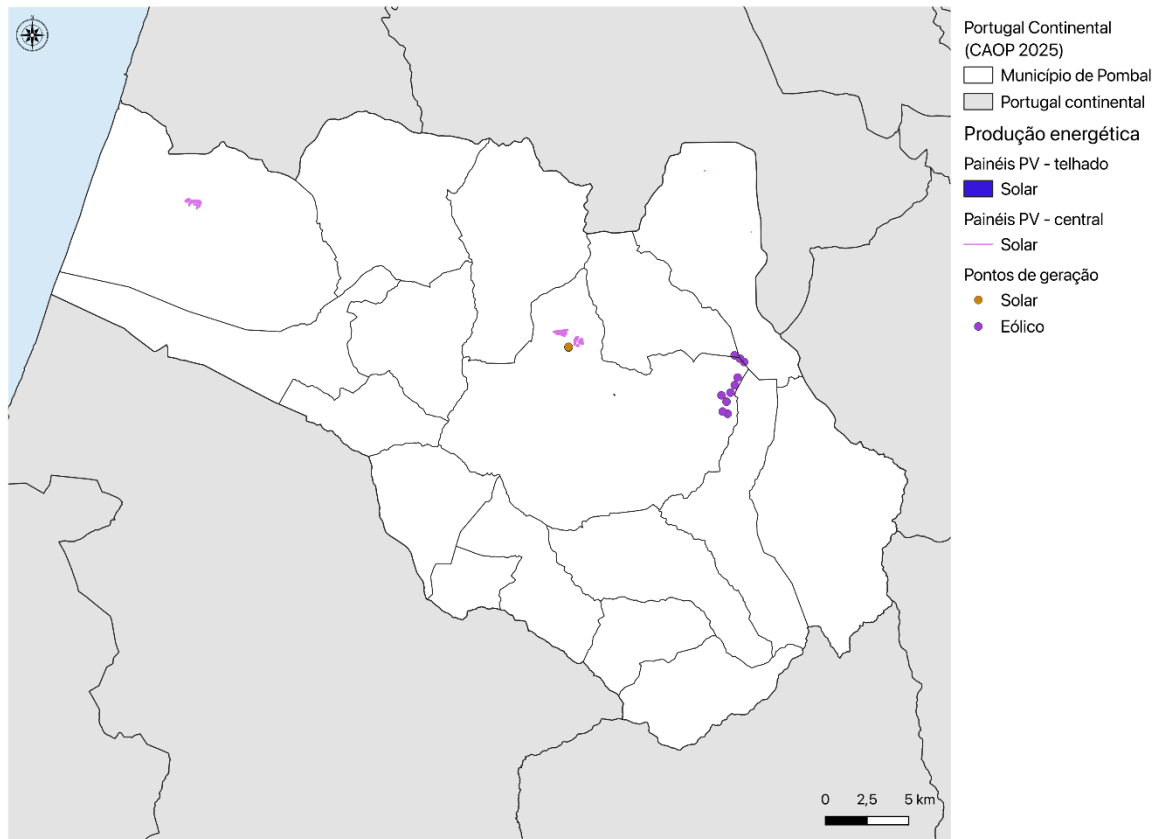 Portugal Continental
(CAOP 2025)
Município de Pombal
Portugal continental
Produção energética
Painéis PV - telhado
Solar
Painéis PV - central
Solar
Pontos de geração
Solar
Eólico
0 2,5 5 km